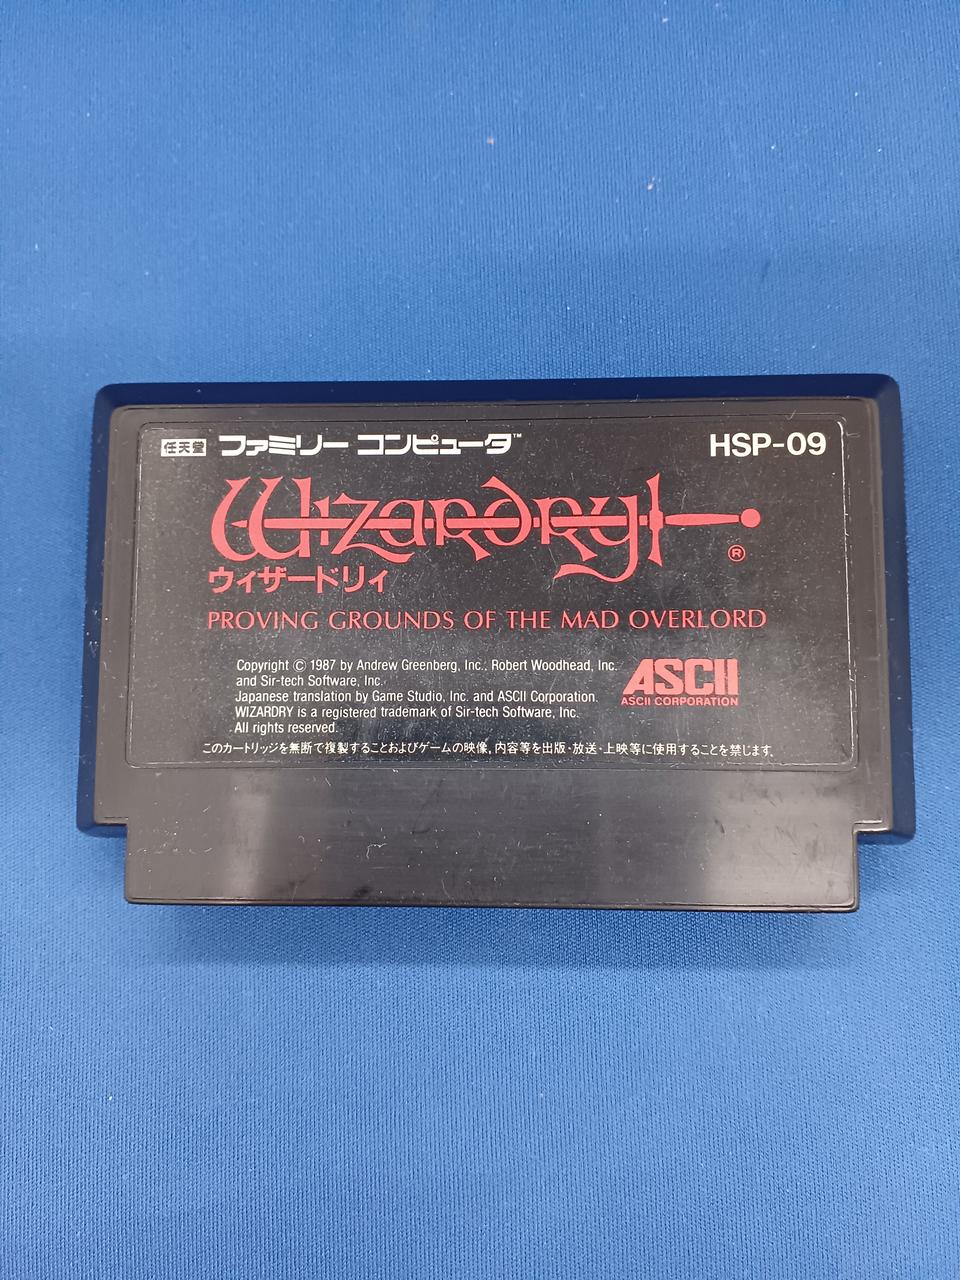 任天堂 ファミリー コンピュータ™ HSP-09
Wizardry
®
ウィザードリィ
PROVING GROUNDS OF THE MAD OVERLORD
Copyright © 1987 by Andrew Greenberg, Inc., Robert Woodhead, Inc.
and Sir-tech Software, Inc.
Japanese translation by Game Studio, Inc. and ASCII Corporation.
WIZARDRY is a registered trademark of Sir-tech Software, Inc.
All rights reserved.
ASCII
ASCII CORPORATION
このカートリッジを無断で複製することおよびゲームの映像,内容等を出版・放送・上映等に使用することを禁じます。